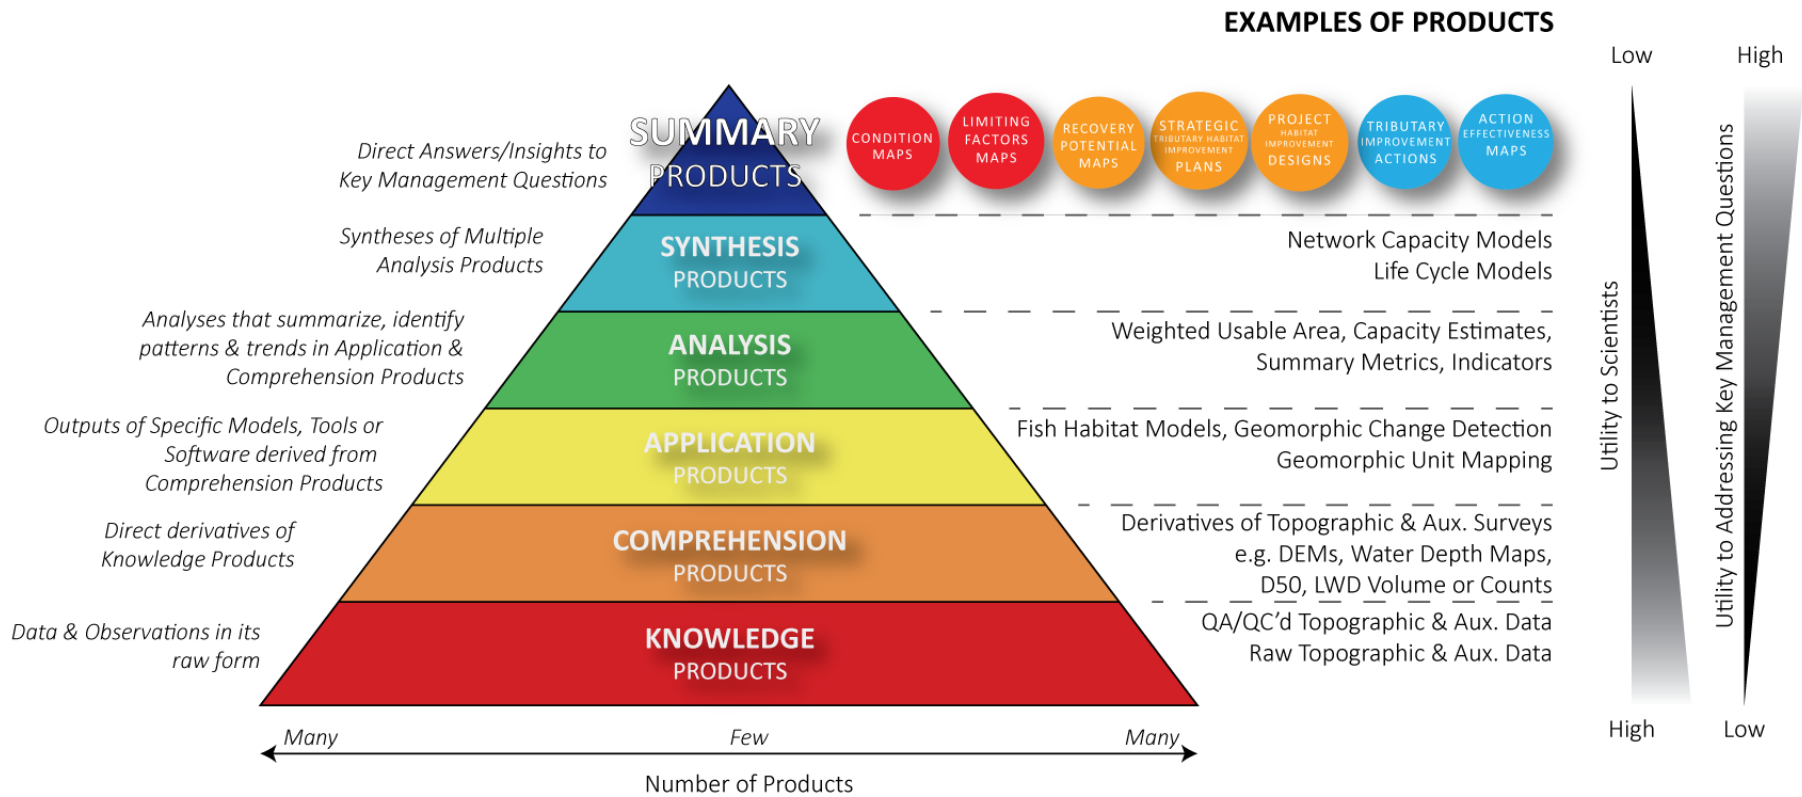 EXAMPLES OF PRODUCTS
Low
High
SUMMARY
PRODUCTS
Direct Answers/Insights to
Key Management Questions
CONDITION
MAPS
LIMITING
FACTORS
MAPS
RECOVERY
POTENTIAL
MAPS
STRATEGIC
TRIBUTARY HABITAT
IMPROVEMENT
PLANS
PROJECT
HABITAT
IMPROVEMENT
DESIGNS
TRIBUTARY
IMPROVEMENT
ACTIONS
ACTION
EFFECTIVENESS
MAPS
Syntheses of Multiple
Analysis Products
SYNTHESIS
PRODUCTS
Network Capacity Models
Life Cycle Models
Analyses that summarize, identify
patterns & trends in Application &
Comprehension Products
ANALYSIS
PRODUCTS
Weighted Usable Area, Capacity Estimates,
Summary Metrics, Indicators
Outputs of Specific Models, Tools or
Software derived from
Comprehension Products
APPLICATION
PRODUCTS
Fish Habitat Models, Geomorphic Change Detection
Geomorphic Unit Mapping
Direct derivatives of
Knowledge Products
COMPREHENSION
PRODUCTS
Derivatives of Topographic & Aux. Surveys
e.g. DEMs, Water Depth Maps,
D50, LWD Volume or Counts
Data & Observations in its
raw form
KNOWLEDGE
PRODUCTS
QA/QC’d Topographic & Aux. Data
Raw Topographic & Aux. Data
Utility to Scientists
Utility to Addressing Key Management Questions
High
Low
Many
Few
Many
Number of Products